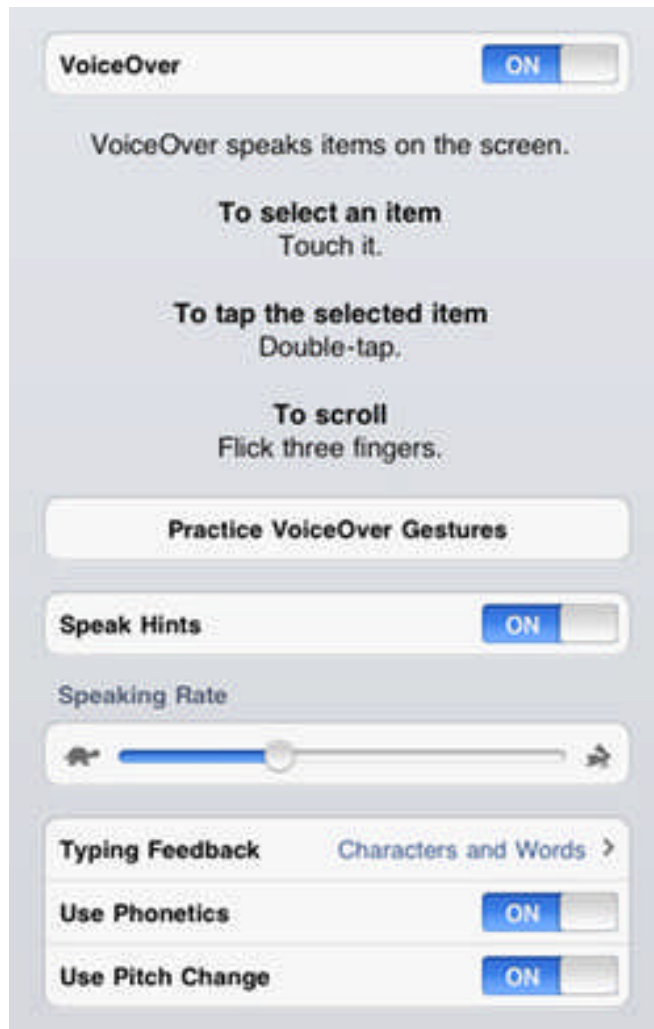 VoiceOver ON
VoiceOver speaks items on the screen.
To select an item
Touch it.
To tap the selected item
Double-tap.
To scroll
Flick three fingers.
Practice VoiceOver Gestures
Speak Hints ON
Speaking Rate
Typing Feedback Characters and Words >
Use Phonetics ON
Use Pitch Change ON